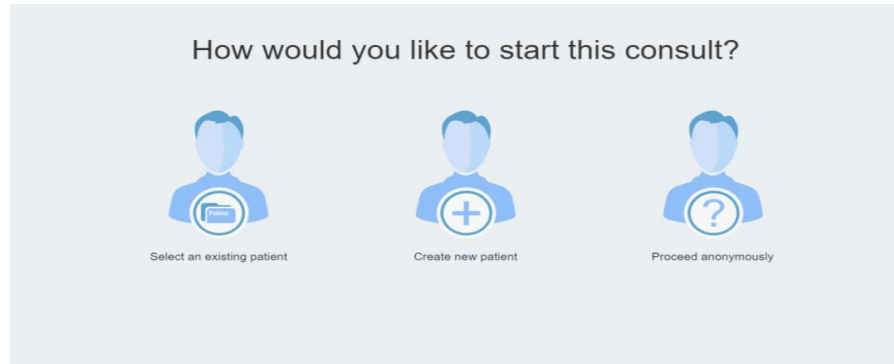 How would you like to start this consult?
Patient
Select an existing patient
Create new patient
Proceed anonymously